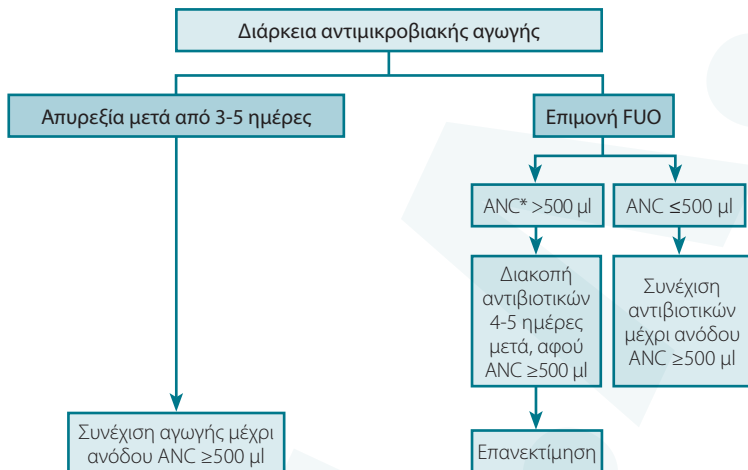 Διάρκεια αντιμικροβιακής αγωγής
Απυρεξία μετά από 3-5 ημέρες
Επιμονή FUO
ANC* >500 μl
ANC ≤500 μl
Διακοπή
αντιβιοτικών
4-5 ημέρες
μετά, αφού
ANC ≥500 μl
Συνέχιση
αντιβιοτικών
μέχρι ανόδου
ANC ≥500 μl
Συνέχιση αγωγής μέχρι
ανόδου ANC ≥500 μl
Επανεκτίμηση